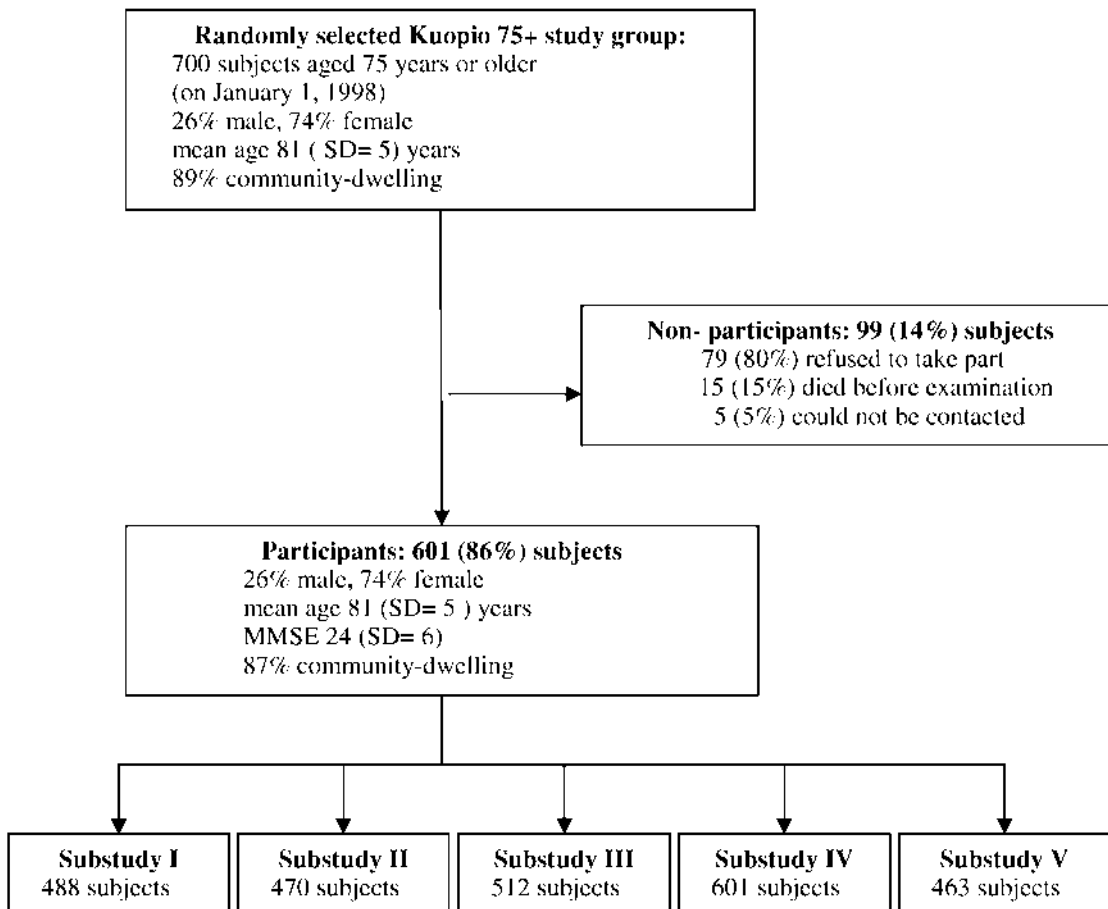 Randomly selected Kuopio 75+ study group:
700 subjects aged 75 years or older
(on January 1, 1998)
26% male, 74% female
mean age 81 ( SD= 5) years
89% community-dwelling
Non- participants: 99 (14%) subjects
79 (80%) refused to take part
15 (15%) died before examination
5 (5%) could not be contacted
Participants: 601 (86%) subjects
26% male, 74% female
mean age 81 (SD= 5 ) years
MMSE 24 (SD= 6)
87% community-dwelling
Substudy I
488 subjects
Substudy II
470 subjects
Substudy III
512 subjects
Substudy IV
601 subjects
Substudy V
463 subjects